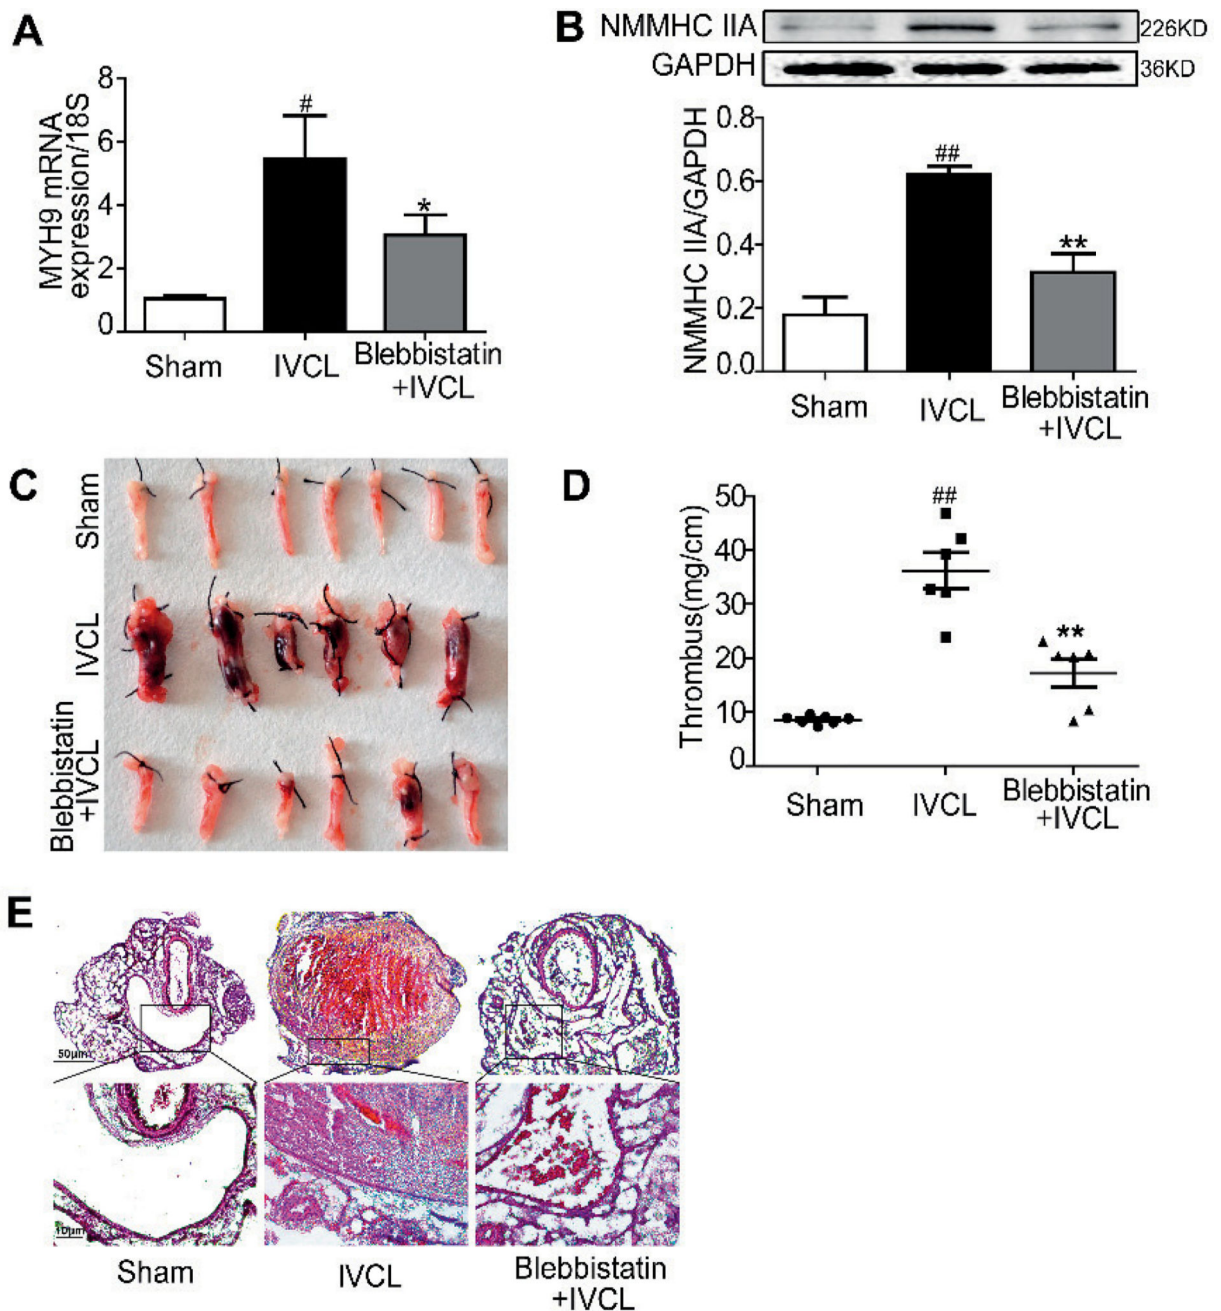 A
MYH9 mRNA
expression/18S
8
6
4
2
0
#
*
Sham
IVCL
Blebbistatin
+IVCL
B
NMMHC IIA
226KD
GAPDH
36KD
NMMHC IIA/GAPDH
0.8
0.6
0.4
0.2
0.0
##
**
Sham
IVCL
Blebbistatin
+IVCL
C
Sham
IVCL
Blebbistatin
+IVCL
D
Thrombus(mg/cm)
50
40
30
20
10
0
##
**
Sham
IVCL
Blebbistatin
+IVCL
E
50μm
10μm
Sham
IVCL
Blebbistatin
+IVCL